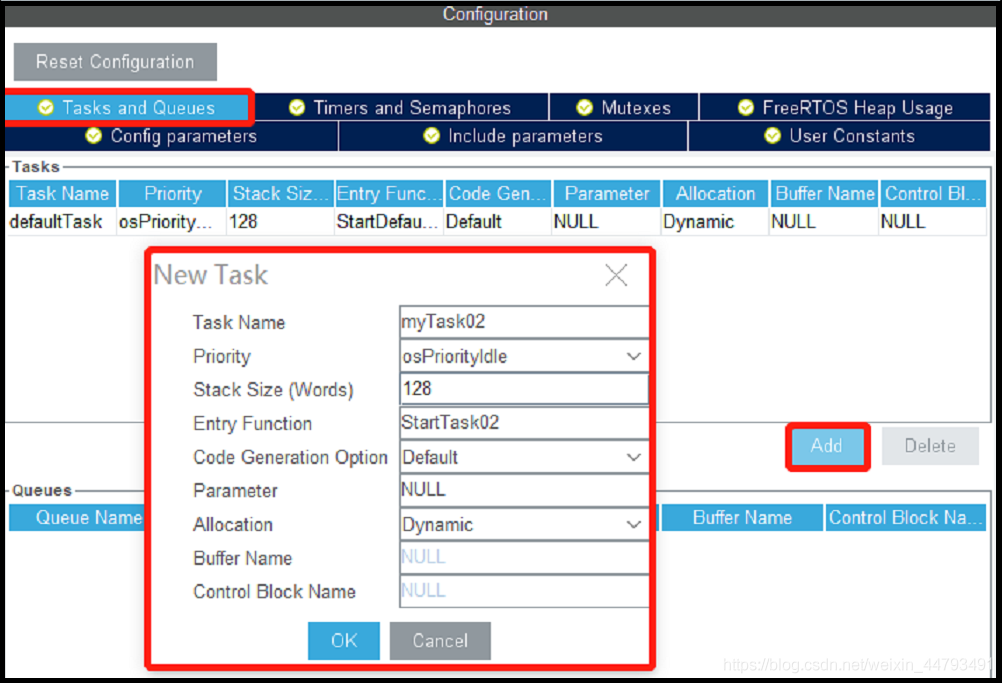 Configuration
Reset Configuration
Tasks and Queues Timers and Semaphores Mutexes FreeRTOS Heap Usage
Config parameters Include parameters User Constants
Tasks
Task Name Priority Stack Siz... Entry Func... Code Gen... Parameter Allocation Buffer Name Control Bl...
defaultTask osPriority... 128 StartDefau... Default NULL Dynamic NULL NULL
New Task
Task Name myTask02
Priority osPriorityIdle
Stack Size (Words) 128
Entry Function StartTask02
Code Generation Option Default
Parameter NULL
Allocation Dynamic
Buffer Name NULL
Control Block Name NULL
OK Cancel
Add Delete
Queues
Queue Name Buffer Name Control Block Na...
https://blog.csdn.net/weixin_44793491